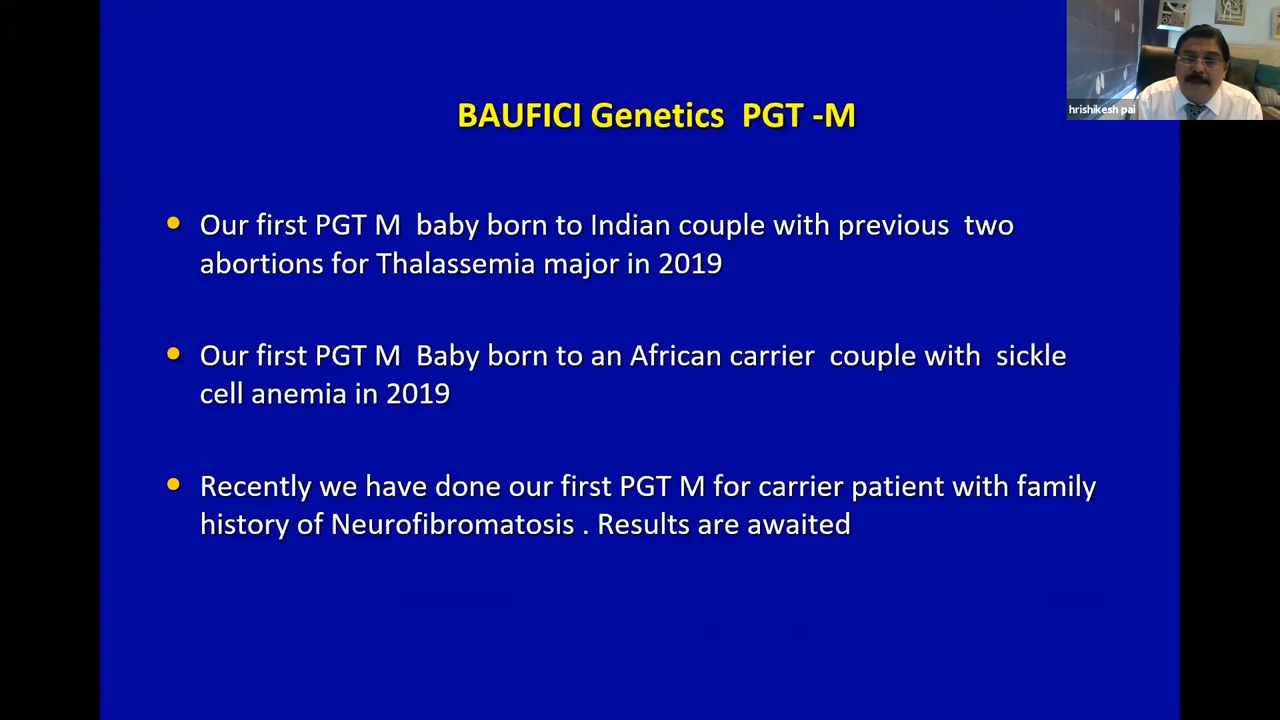 BAUFICI Genetics PGT -M
hrishikesh pai
Our first PGT M baby born to Indian couple with previous two
abortions for Thalassemia major in 2019
Our first PGT M Baby born to an African carrier couple with sickle
cell anemia in 2019
Recently we have done our first PGT M for carrier patient with family
history of Neurofibromatosis . Results are awaited